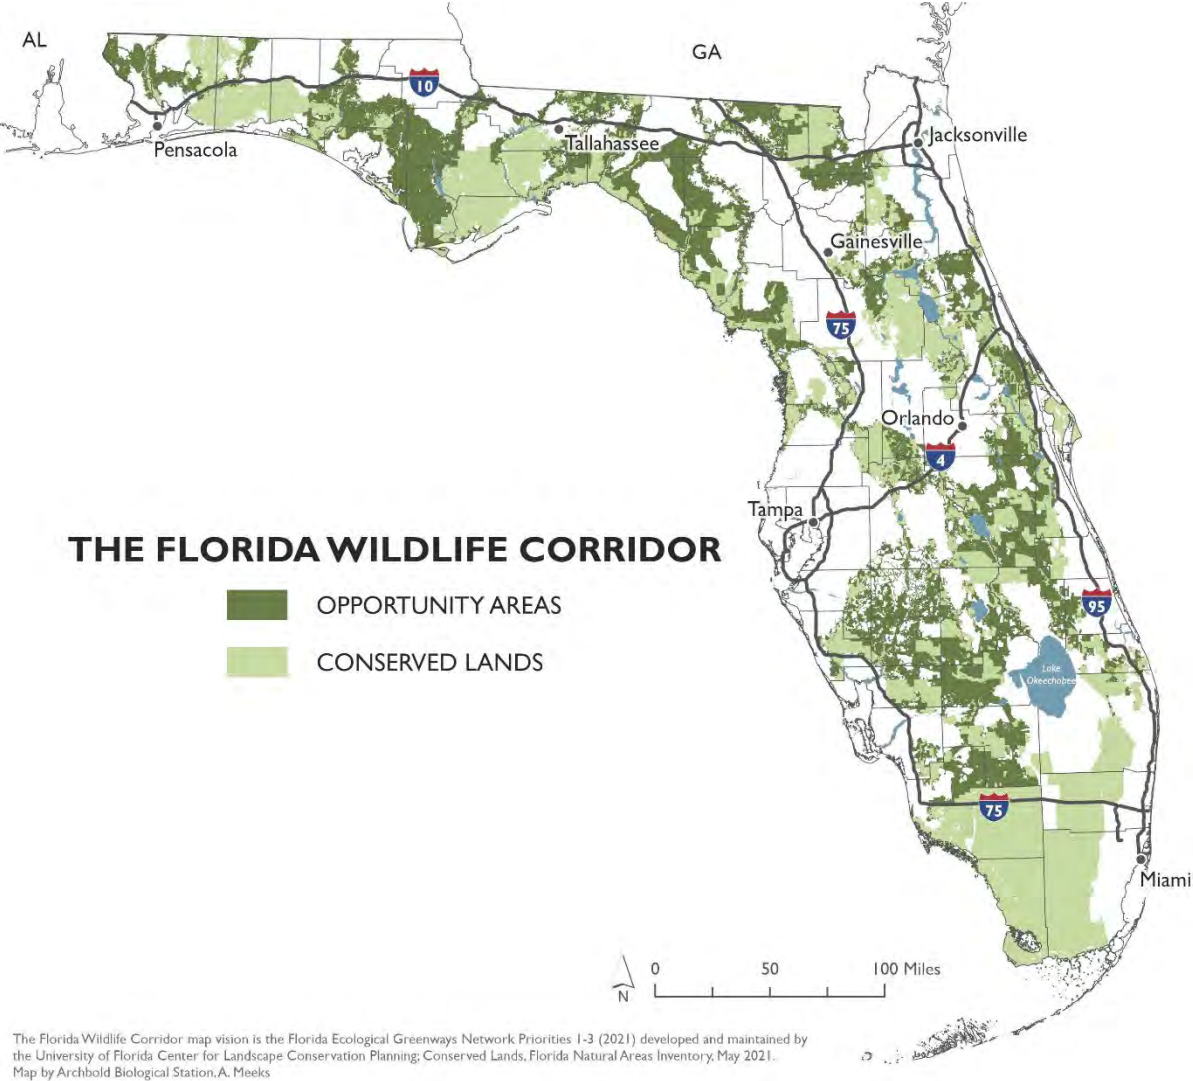 AL
GA
10
Jacksonville
Tallahassee
Pensacola
Gainesville
75
Orlando
4
Tampa
THE FLORIDA WILDLIFE CORRIDOR
OPPORTUNITY AREAS
95
CONSERVED LANDS
Lake
Okeechobee
75
Miami
0 50 100 Miles
N
The Florida Wildlife Corridor map vision is the Florida Ecological Greenways Network Priorities 1-3 (2021) developed and maintained by
the University of Florida Center for Landscape Conservation Planning; Conserved Lands, Florida Natural Areas Inventory, May 2021.
Map by Archbold Biological Station, A. Meeks